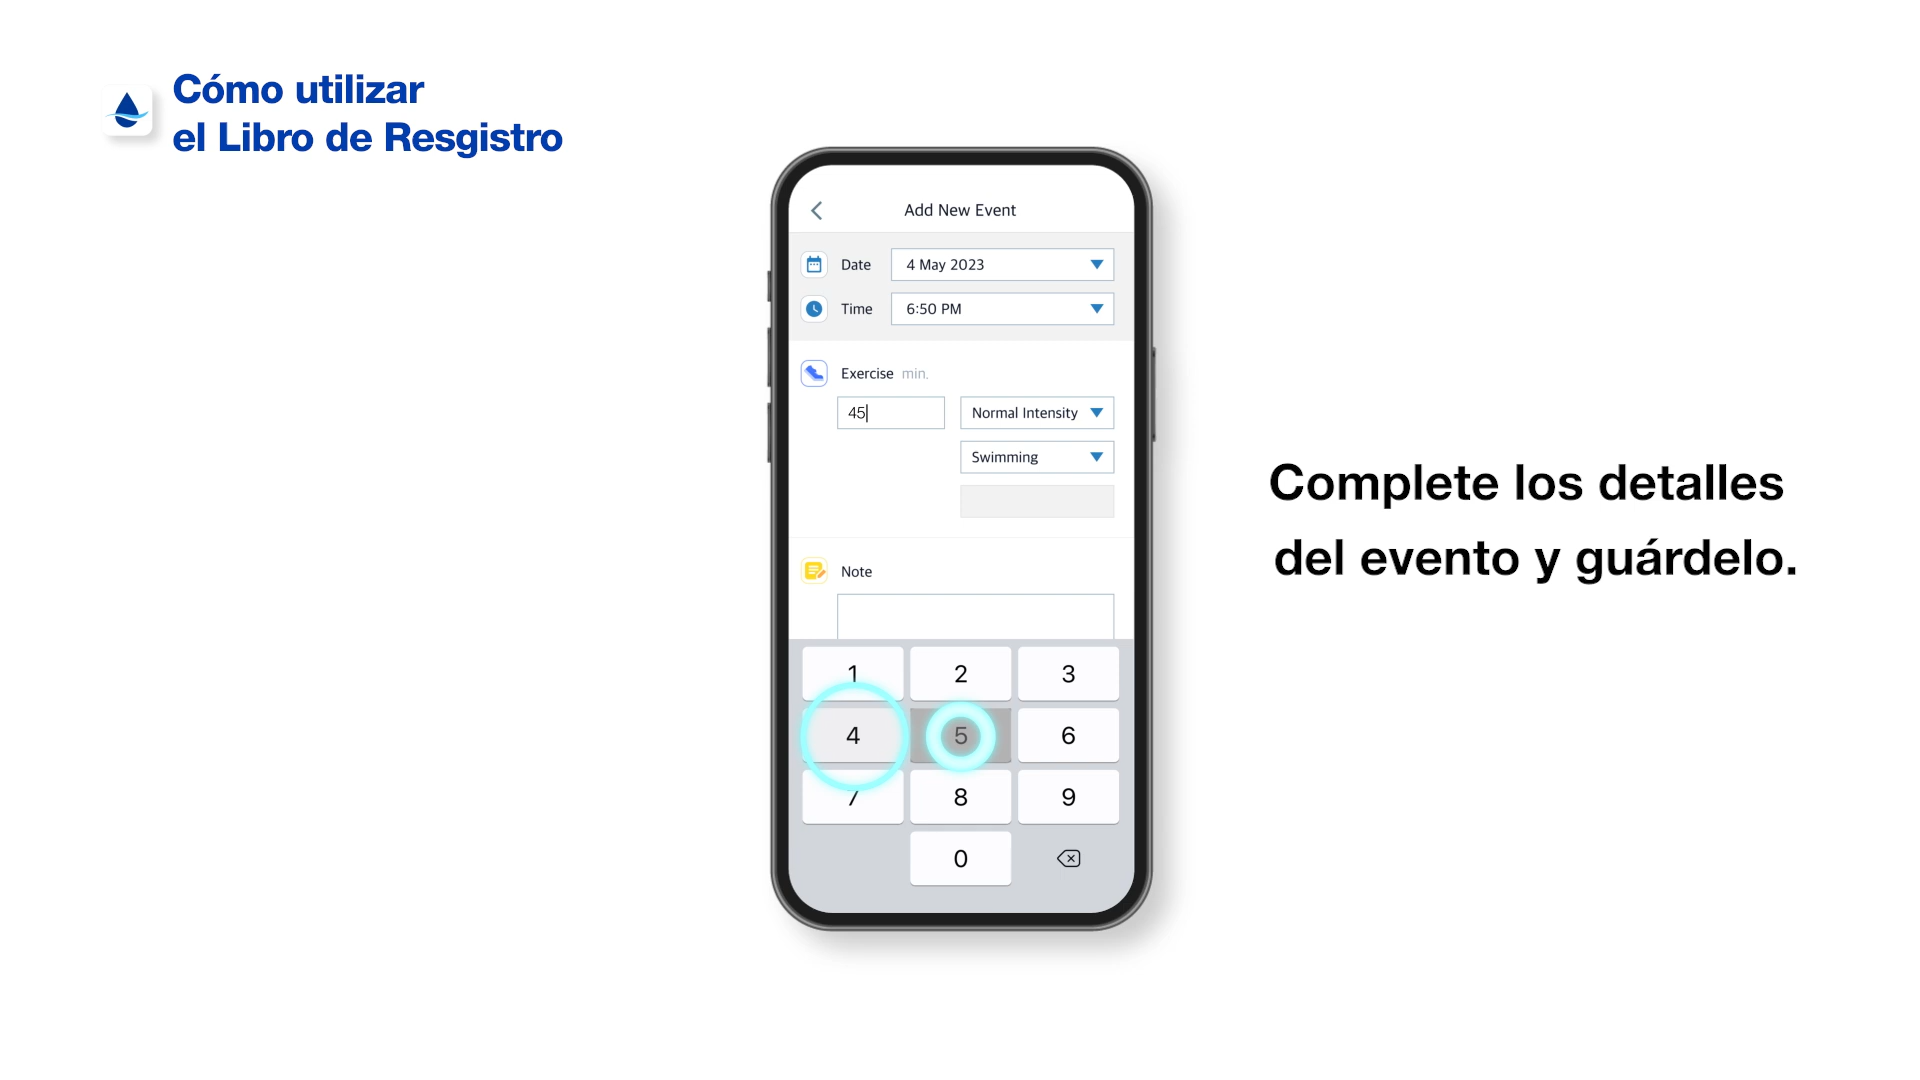 Cómo utilizar
el Libro de Resgistro
Add New Event
Date 4 May 2023
Time 6:50 PM
Exercise min.
45 Normal Intensity
Swimming
Note
1 2 3
4 5 6
7 8 9
0
Complete los detalles
del evento y guárdelo.